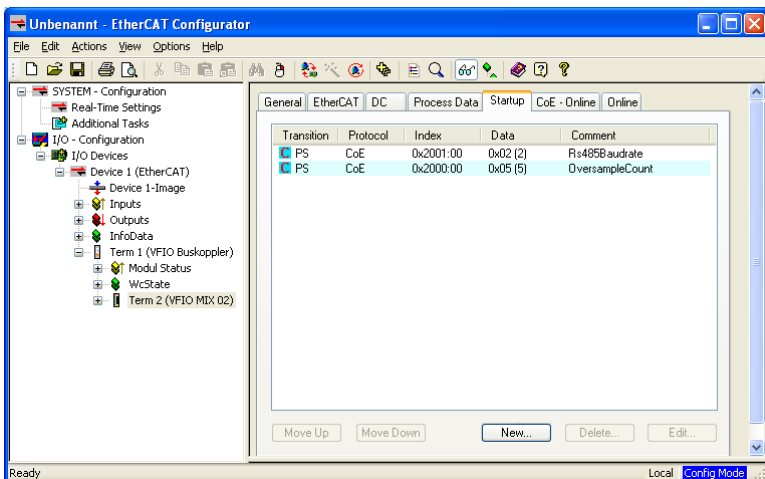 Unbenannt - EtherCAT Configurator
File Edit Actions View Options Help
SYSTEM - Configuration
Real-Time Settings
Additional Tasks
I/O - Configuration
I/O Devices
Device 1 (EtherCAT)
Device 1-Image
Inputs
Outputs
InfoData
Term 1 (VFIO Buskoppler)
Modul Status
WcState
Term 2 (VFIO MIX 02)
General EtherCAT DC Process Data Startup CoE - Online Online
Transition Protocol Index Data Comment
C PS CoE 0x2001:00 0x02 (2) Rs485Baudrate
C PS CoE 0x2000:00 0x05 (5) OversampleCount
Move Up Move Down New... Delete... Edit...
Ready Local Config Mode